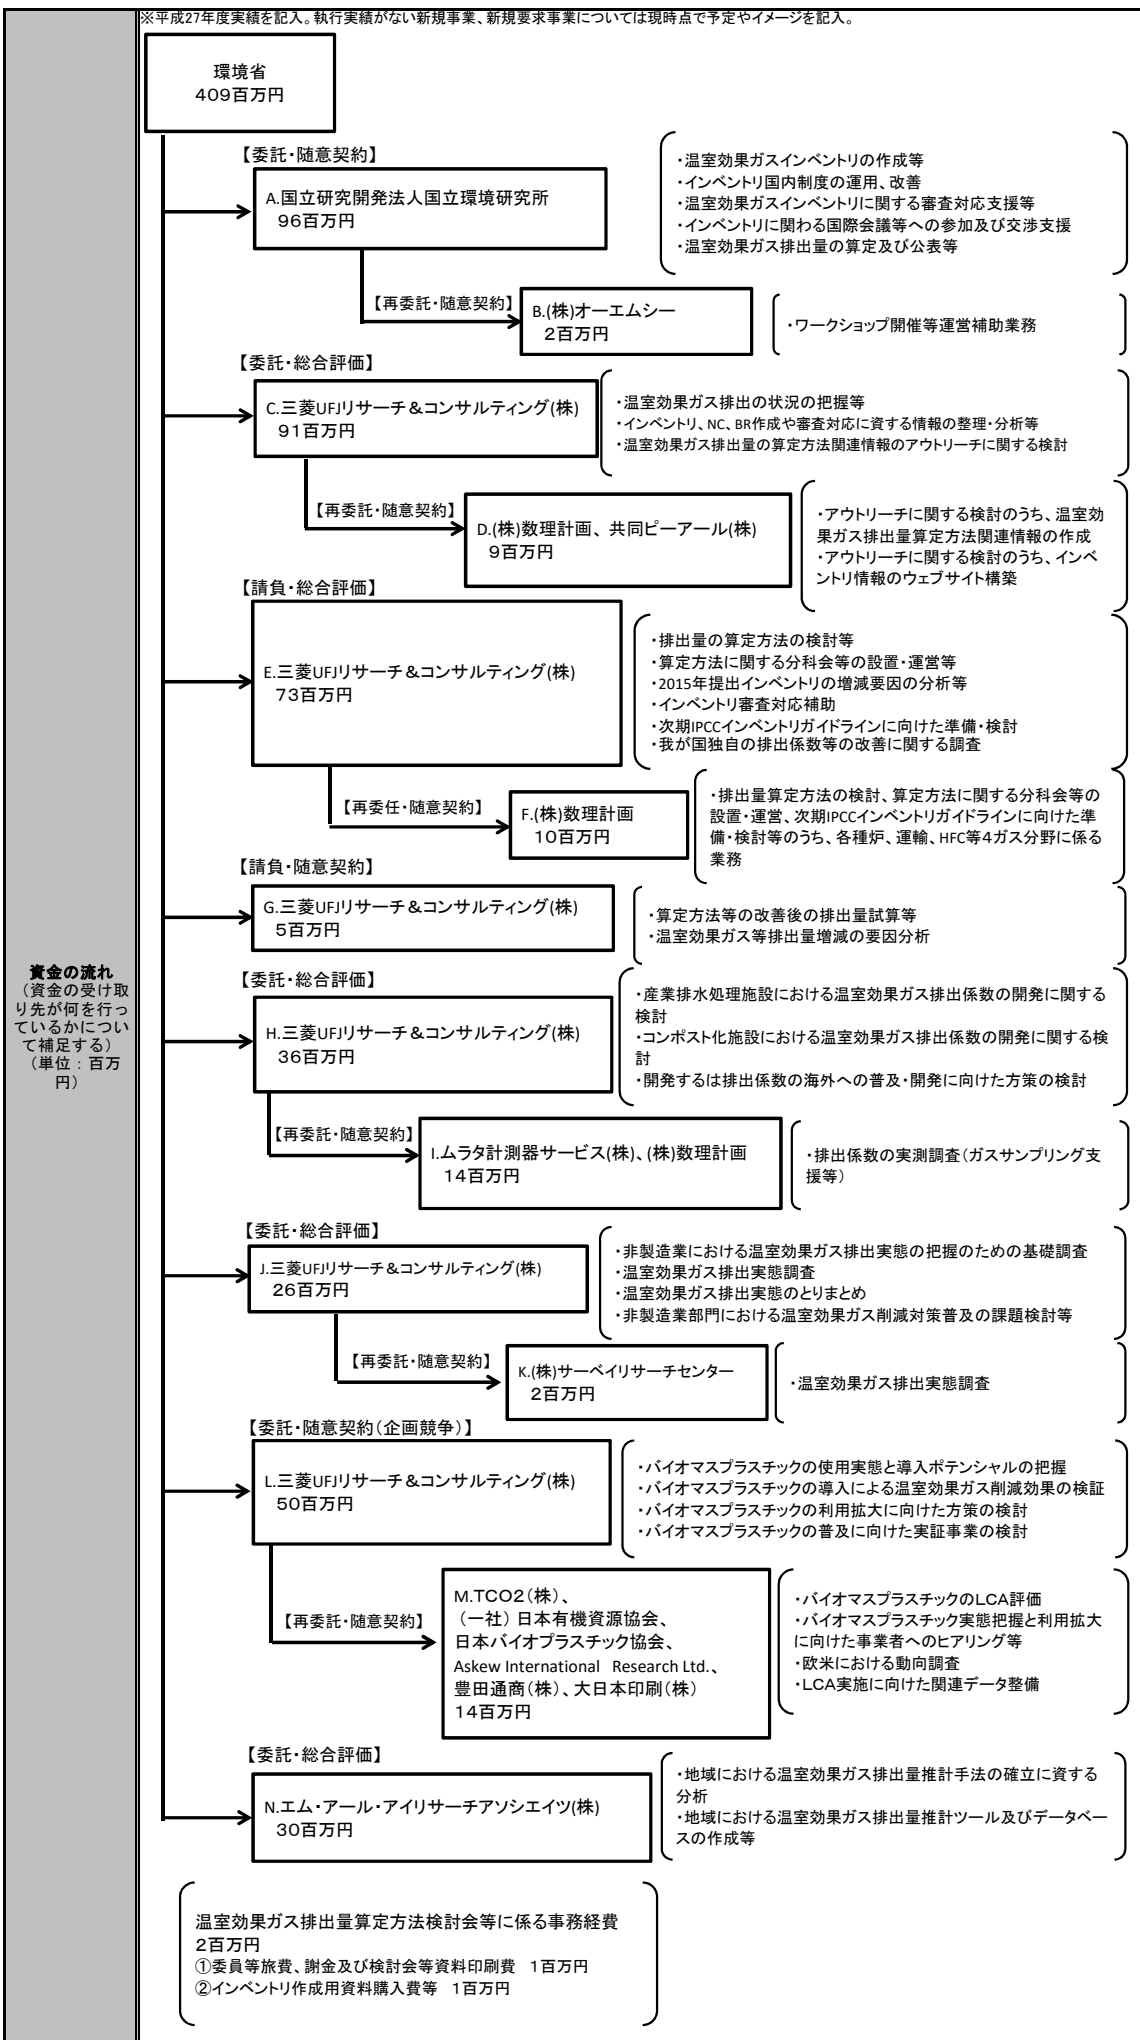 ※平成27年度実績を記入。執行実績がない新規事業、新規要求事業については現時点で予定やイメージを記入。
資金の流れ
(資金の受け取
り先が何を行っ
ているかについ
て補足する)
(単位:百万
円)
環境省
409百万円
【委託・随意契約】
A.国立研究開発法人国立環境研究所
96百万円
・温室効果ガスインベントリの作成等
・インベントリ国内制度の運用、改善
・温室効果ガスインベントリに関する審査対応支援等
・インベントリに関わる国際会議等への参加及び交渉支援
・温室効果ガス排出量の算定及び公表等
【再委託・随意契約】
B.(株)オーエムシー
2百万円
・ワークショップ開催等運営補助業務
【委託・総合評価】
C.三菱UFJリサーチ&コンサルティング(株)
91百万円
・温室効果ガス排出の状況の把握等
・インベントリ、NC、BR作成や審査対応に資する情報の整理・分析等
・温室効果ガス排出量の算定方法関連情報のアウトリーチに関する検討
【再委託・随意契約】
D.(株)数理計画、共同ピーアール(株)
9百万円
・アウトリーチに関する検討のうち、温室効
果ガス排出量算定方法関連情報の作成
・アウトリーチに関する検討のうち、インベ
ントリ情報のウェブサイト構築
【請負・総合評価】
E.三菱UFJリサーチ&コンサルティング(株)
73百万円
・排出量の算定方法の検討等
・算定方法に関する分科会等の設置・運営等
・2015年提出インベントリの増減要因の分析等
・インベントリ審査対応補助
・次期IPCCインベントリガイドラインに向けた準備・検討
・我が国独自の排出係数等の改善に関する調査
【再委任・随意契約】
F.(株)数理計画
10百万円
・排出量算定方法の検討、算定方法に関する分科会等の
設置・運営、次期IPCCインベントリガイドラインに向けた準
備・検討等のうち、各種炉、運輸、HFC等4ガス分野に係る
業務
【請負・随意契約】
G.三菱UFJリサーチ&コンサルティング(株)
5百万円
・算定方法等の改善後の排出量試算等
・温室効果ガス等排出量増減の要因分析
【委託・総合評価】
H.三菱UFJリサーチ&コンサルティング(株)
36百万円
・産業排水処理施設における温室効果ガス排出係数の開発に関する
検討
・コンポスト化施設における温室効果ガス排出係数の開発に関する検
討
・開発するは排出係数の海外への普及・開発に向けた方策の検討
【再委託・随意契約】
I.ムラタ計測器サービス(株)、(株)数理計画
14百万円
・排出係数の実測調査(ガスサンプリング支
援等)
【委託・総合評価】
J.三菱UFJリサーチ&コンサルティング(株)
26百万円
・非製造業における温室効果ガス排出実態の把握のための基礎調査
・温室効果ガス排出実態調査
・温室効果ガス排出実態のとりまとめ
・非製造業部門における温室効果ガス削減対策普及の課題検討等
【再委託・随意契約】
K.(株)サーベイリサーチセンター
2百万円
・温室効果ガス排出実態調査
【委託・随意契約(企画競争)】
L.三菱UFJリサーチ&コンサルティング(株)
50百万円
・バイオマスプラスチックの使用実態と導入ポテンシャルの把握
・バイオマスプラスチックの導入による温室効果ガス削減効果の検証
・バイオマスプラスチックの利用拡大に向けた方策の検討
・バイオマスプラスチックの普及に向けた実証事業の検討
【再委託・随意契約】
M.TCO2(株)、
(一社)日本有機資源協会、
日本バイオプラスチック協会、
Askew International Research Ltd.、
豊田通商(株)、大日本印刷(株)
14百万円
・バイオマスプラスチックのLCA評価
・バイオマスプラスチック実態把握と利用拡大
に向けた事業者へのヒアリング等
・欧米における動向調査
・LCA実施に向けた関連データ整備
【委託・総合評価】
N.エム・アール・アイリサーチアソシエイツ(株)
30百万円
・地域における温室効果ガス排出量推計手法の確立に資する
分析
・地域における温室効果ガス排出量推計ツール及びデータベー
スの作成等
温室効果ガス排出量算定方法検討会等に係る事務経費
2百万円
①委員等旅費、謝金及び検討会等資料印刷費 1百万円
②インベントリ作成用資料購入費等 1百万円